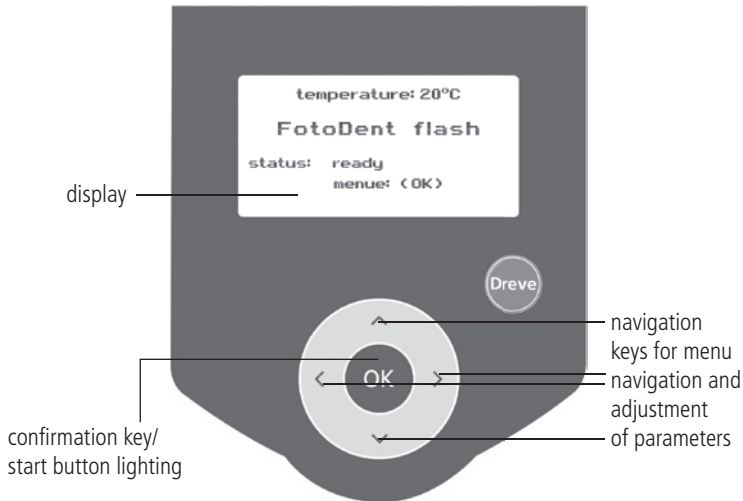 temperature: 20°C
FotoDent flash
status: ready
menue: (OK)
display
Dreve
OK
navigation
keys for menu
navigation and
adjustment
of parameters
confirmation key/
start button lighting